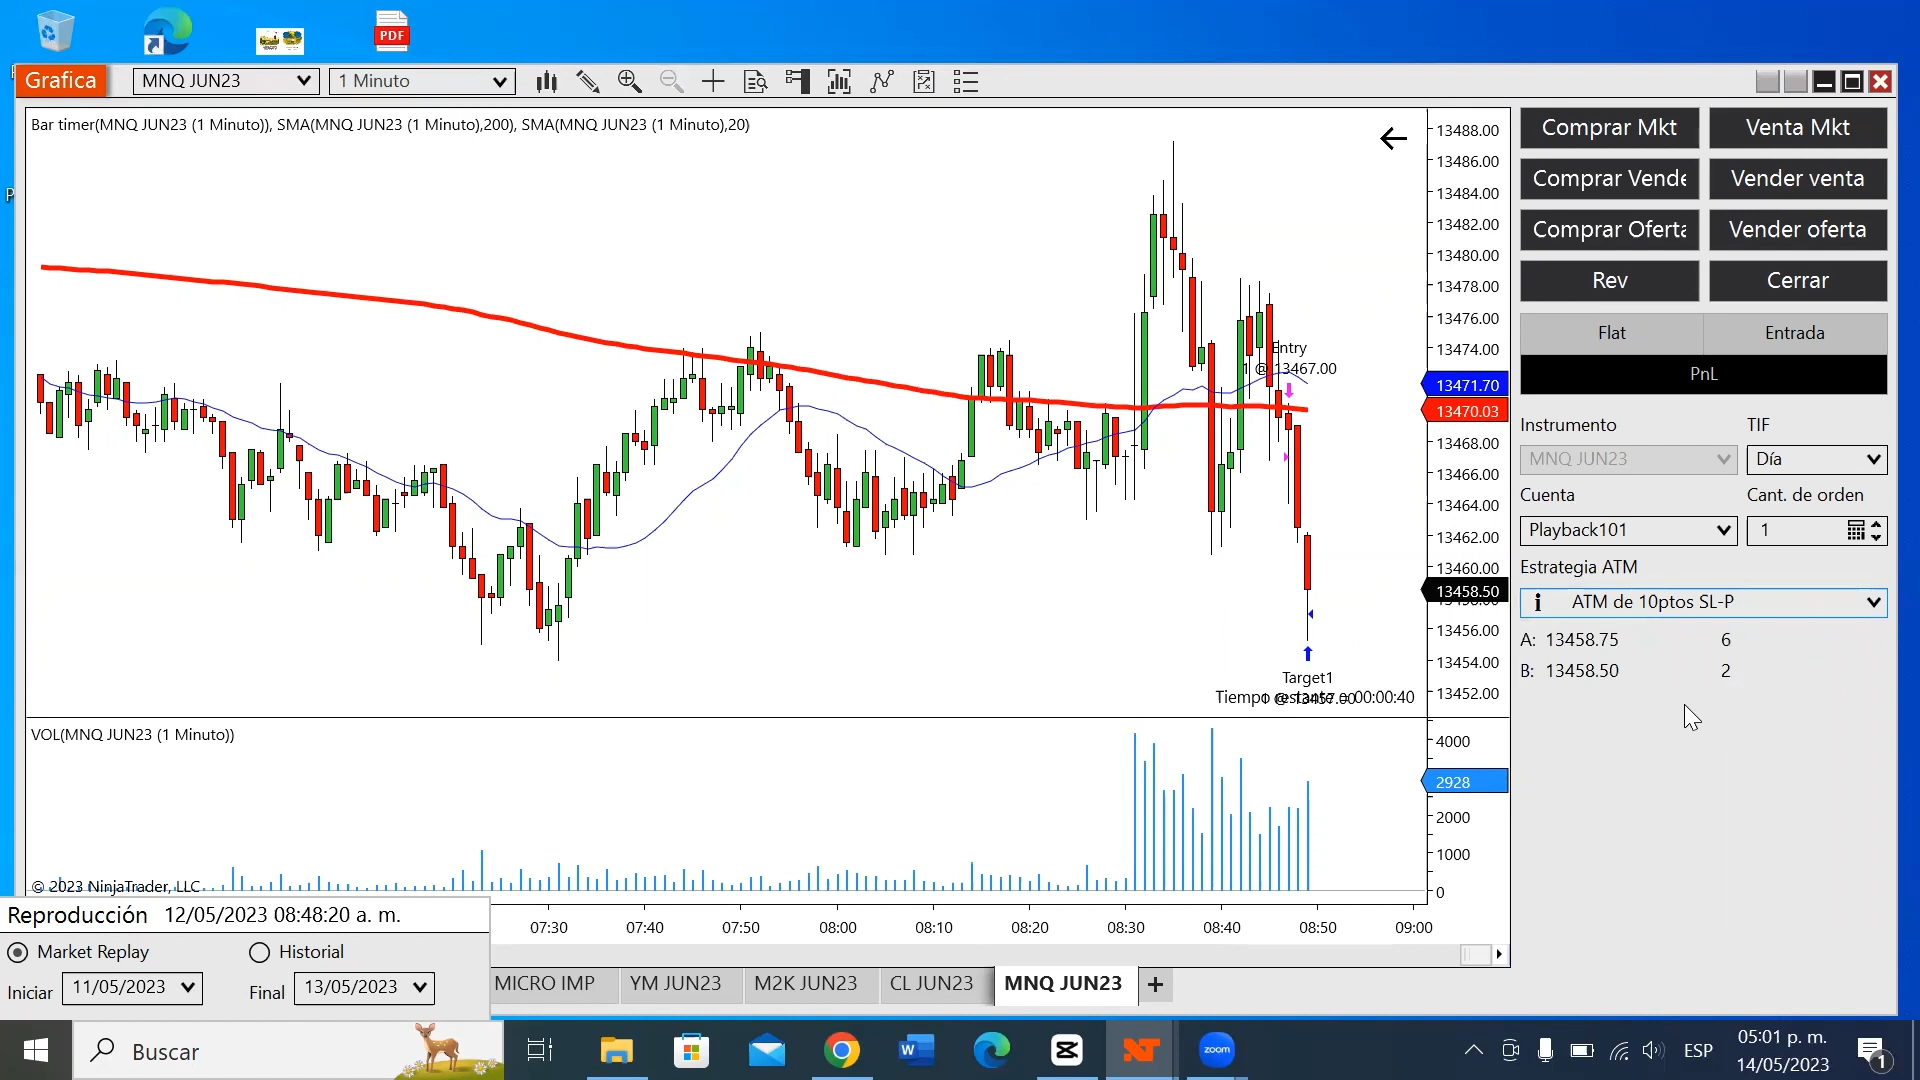 PDF
Grafica
MNQ JUN23
1 Minuto
Bar timer(MNQ JUN23 (1 Minuto)), SMA(MNQ JUN23 (1 Minuto),200), SMA(MNQ JUN23 (1 Minuto),20)
13488.00
13486.00
13484.00
13482.00
13480.00
13478.00
13476.00
13474.00
13471.70
13470.03
13468.00
13466.00
13464.00
13462.00
13460.00
13458.50
13456.00
13454.00
13452.00
Entry
1 @ 13467.00
Target1
1 @ 13457.00
Tiempo restante = 00:00:40
VOL(MNQ JUN23 (1 Minuto))
4000
2928
2000
1000
0
© 2023 NinjaTrader, LLC
07:30
07:40
07:50
08:00
08:10
08:20
08:30
08:40
08:50
09:00
MICRO IMP
YM JUN23
M2K JUN23
CL JUN23
MNQ JUN23
+
Comprar Mkt
Venta Mkt
Comprar Vende
Vender venta
Comprar Oferta
Vender oferta
Rev
Cerrar
Flat
Entrada
PnL
Instrumento
TIF
MNQ JUN23
Día
Cuenta
Cant. de orden
Playback101
1
Estrategia ATM
i ATM de 10ptos SL-P
A: 13458.75 6
B: 13458.50 2
Reproducción 12/05/2023 08:48:20 a. m.
Market Replay
Historial
Iniciar 11/05/2023
Final 13/05/2023
Buscar
zoom
ESP
05:01 p. m.
14/05/2023
1